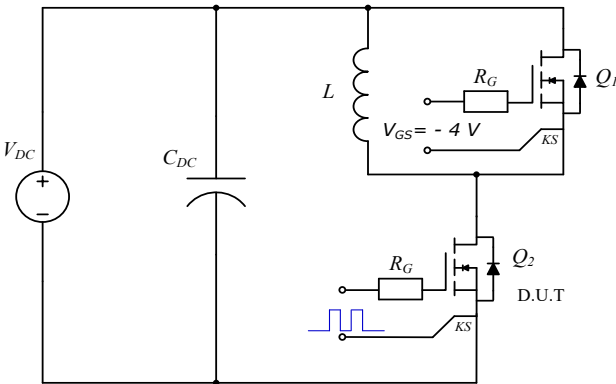 R_G
Q_1
L
V_GS = - 4 V
KS
V_DC
+
−
C_DC
R_G
Q_2
D.U.T
KS